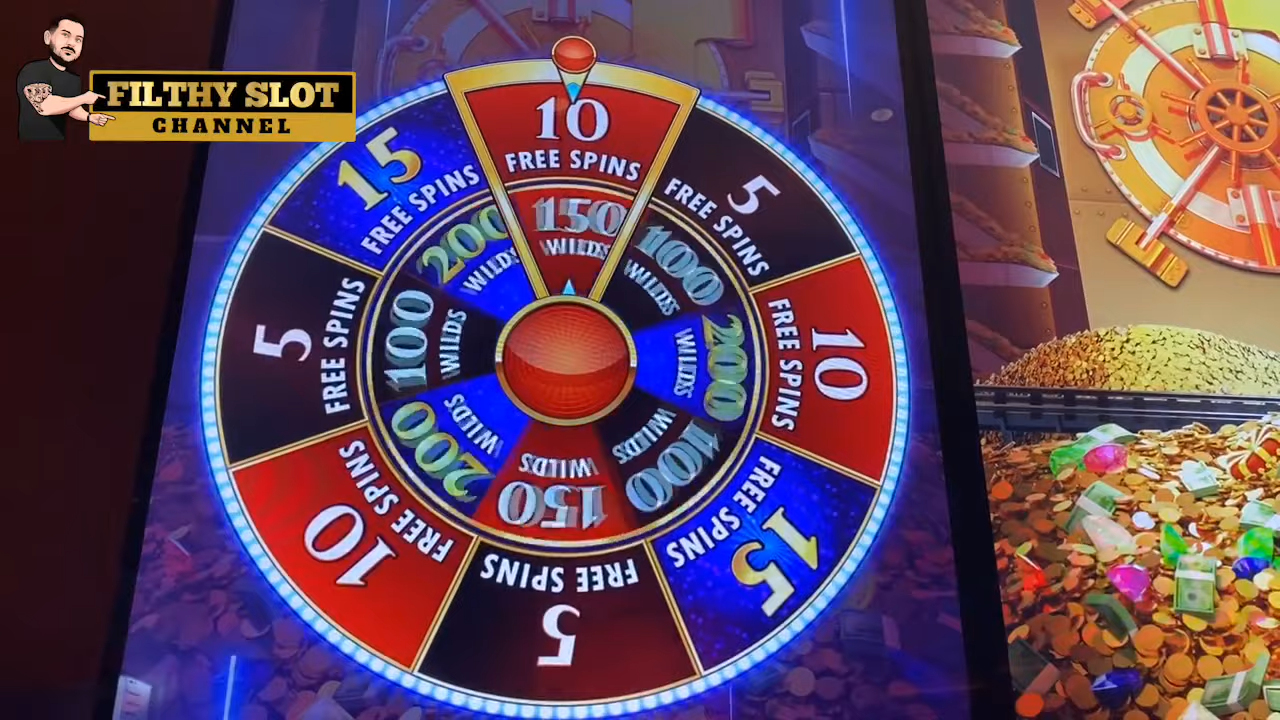 FILTHY SLOT
CHANNEL
10
FREE SPINS
150
WILDS
5
FREE SPINS
100
WILDS
10
FREE SPINS
200
WILDS
15
FREE SPINS
100
WILDS
5
FREE SPINS
150
WILDS
10
FREE SPINS
200
WILDS
5
FREE SPINS
100
WILDS
15
FREE SPINS
200
WILDS